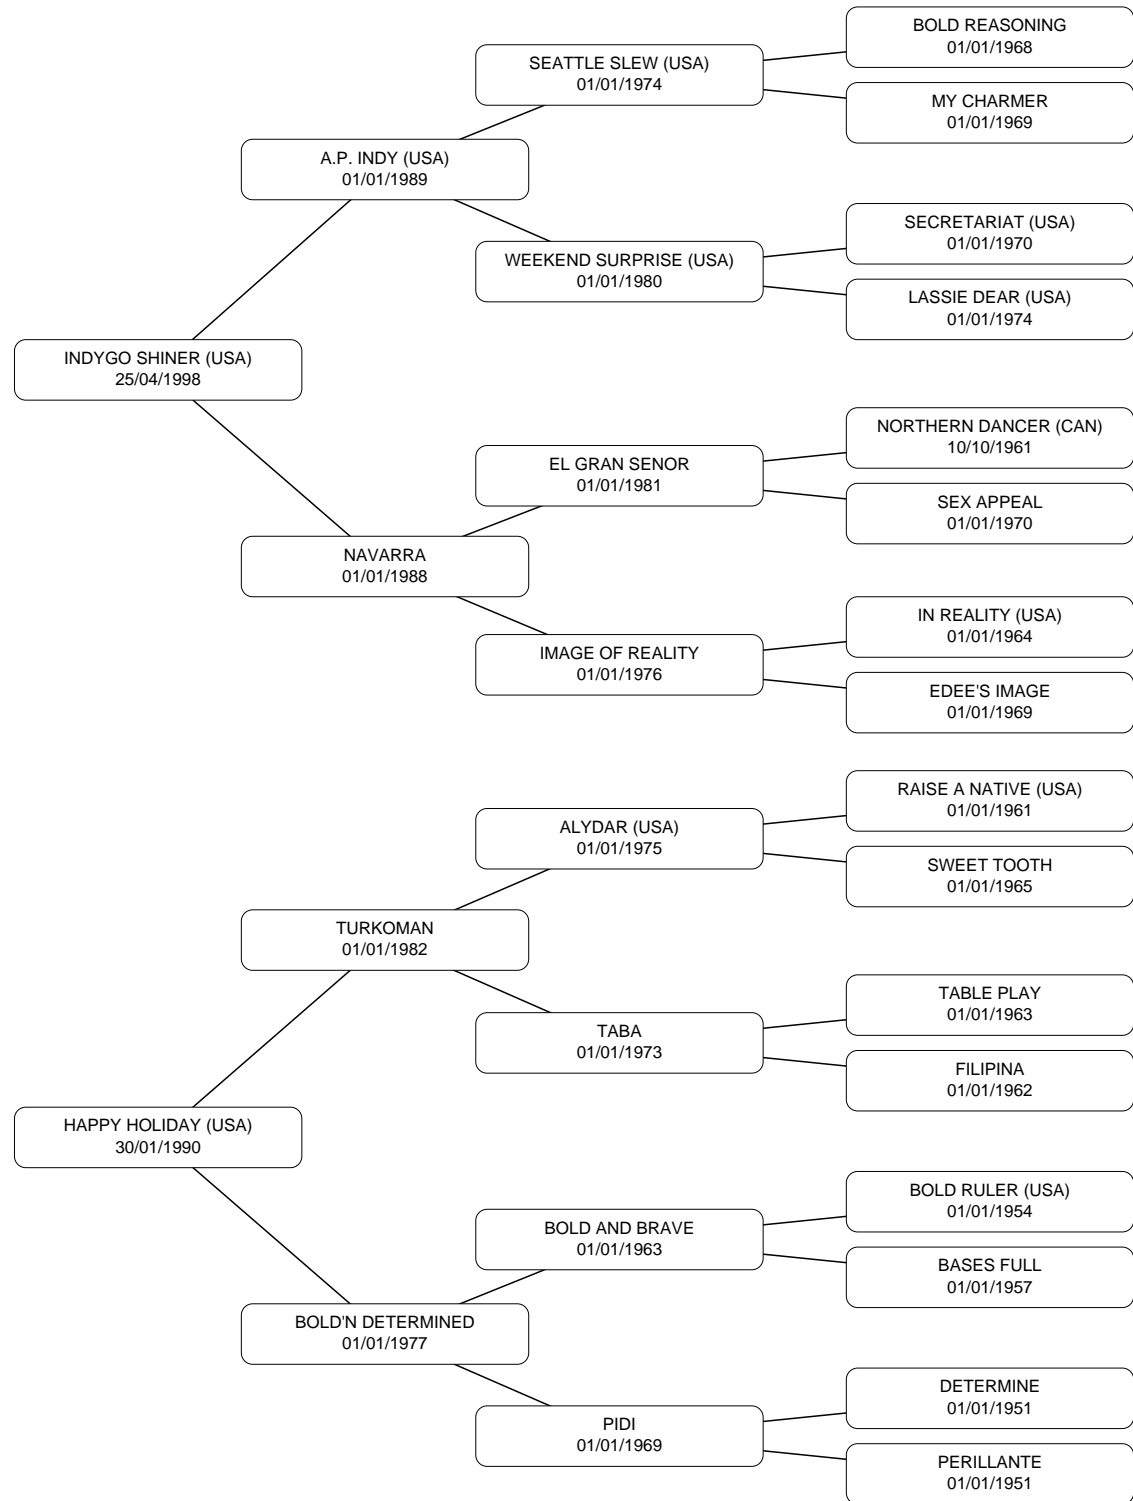 BOLD REASONING
01/01/1968
SEATTLE SLEW (USA)
01/01/1974
MY CHARMER
01/01/1969
A.P. INDY (USA)
01/01/1989
SECRETARIAT (USA)
01/01/1970
WEEKEND SURPRISE (USA)
01/01/1980
LASSIE DEAR (USA)
01/01/1974
INDYGO SHINER (USA)
25/04/1998
NORTHERN DANCER (CAN)
10/10/1961
EL GRAN SENOR
01/01/1981
SEX APPEAL
01/01/1970
NAVARRA
01/01/1988
IN REALITY (USA)
01/01/1964
IMAGE OF REALITY
01/01/1976
EDEE'S IMAGE
01/01/1969
RAISE A NATIVE (USA)
01/01/1961
ALYDAR (USA)
01/01/1975
SWEET TOOTH
01/01/1965
TURKOMAN
01/01/1982
TABLE PLAY
01/01/1963
TABA
01/01/1973
FILIPINA
01/01/1962
HAPPY HOLIDAY (USA)
30/01/1990
BOLD RULER (USA)
01/01/1954
BOLD AND BRAVE
01/01/1963
BASES FULL
01/01/1957
BOLD'N DETERMINED
01/01/1977
DETERMINE
01/01/1951
PIDI
01/01/1969
PERILLANTE
01/01/1951